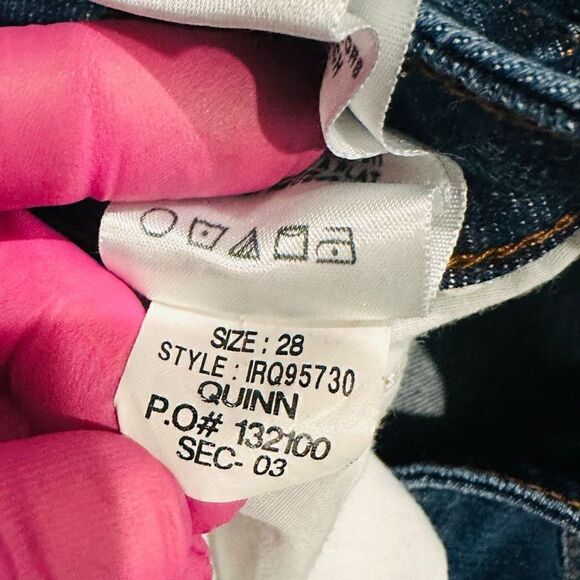 SIZE : 28
STYLE : IRQ95730
QUINN
P.O# 132100
SEC- 03